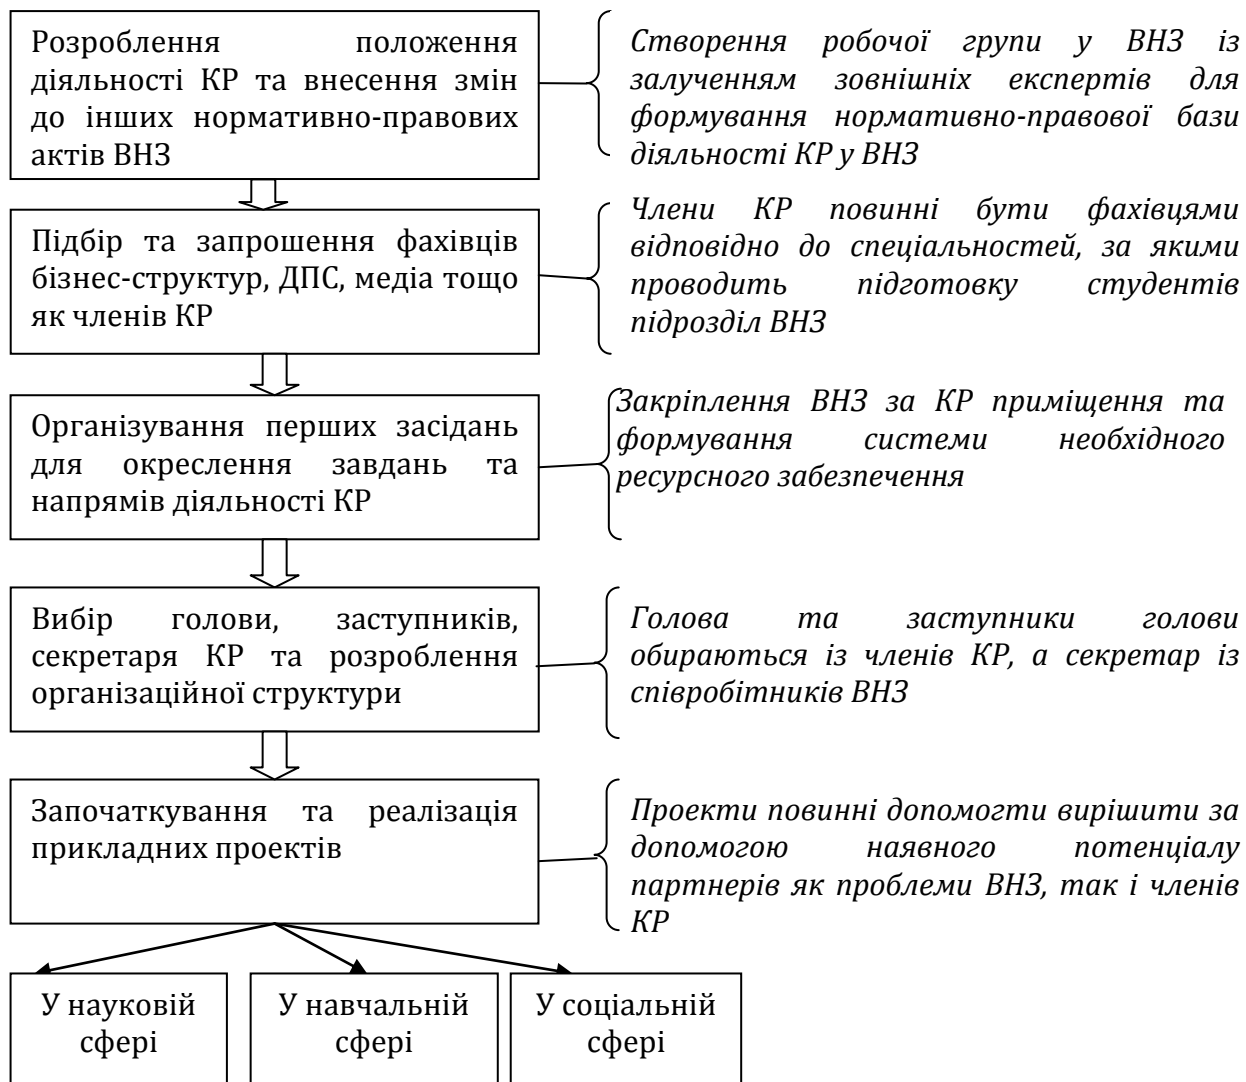 Розроблення положення
діяльності КР та внесення змін
до інших нормативно-правових
актів ВНЗ
Створення робочої групи у ВНЗ із
залученням зовнішніх експертів для
формування нормативно-правової бази
діяльності КР у ВНЗ
Підбір та запрошення фахівців
бізнес-структур, ДПС, медіа тощо
як членів КР
Члени КР повинні бути фахівцями
відповідно до спеціальностей, за якими
проводить підготовку студентів
підрозділ ВНЗ
Організування перших засідань
для окреслення завдань та
напрямів діяльності КР
Закріплення ВНЗ за КР приміщення та
формування системи необхідного
ресурсного забезпечення
Вибір голови, заступників,
секретаря КР та розроблення
організаційної структури
Голова та заступники голови
обираються із членів КР, а секретар із
співробітників ВНЗ
Започаткування та реалізація
прикладних проектів
Проекти повинні допомогти вирішити за
допомогою наявного потенціалу
партнерів як проблеми ВНЗ, так і членів
КР
У науковій
сфері
У навчальній
сфері
У соціальній
сфері